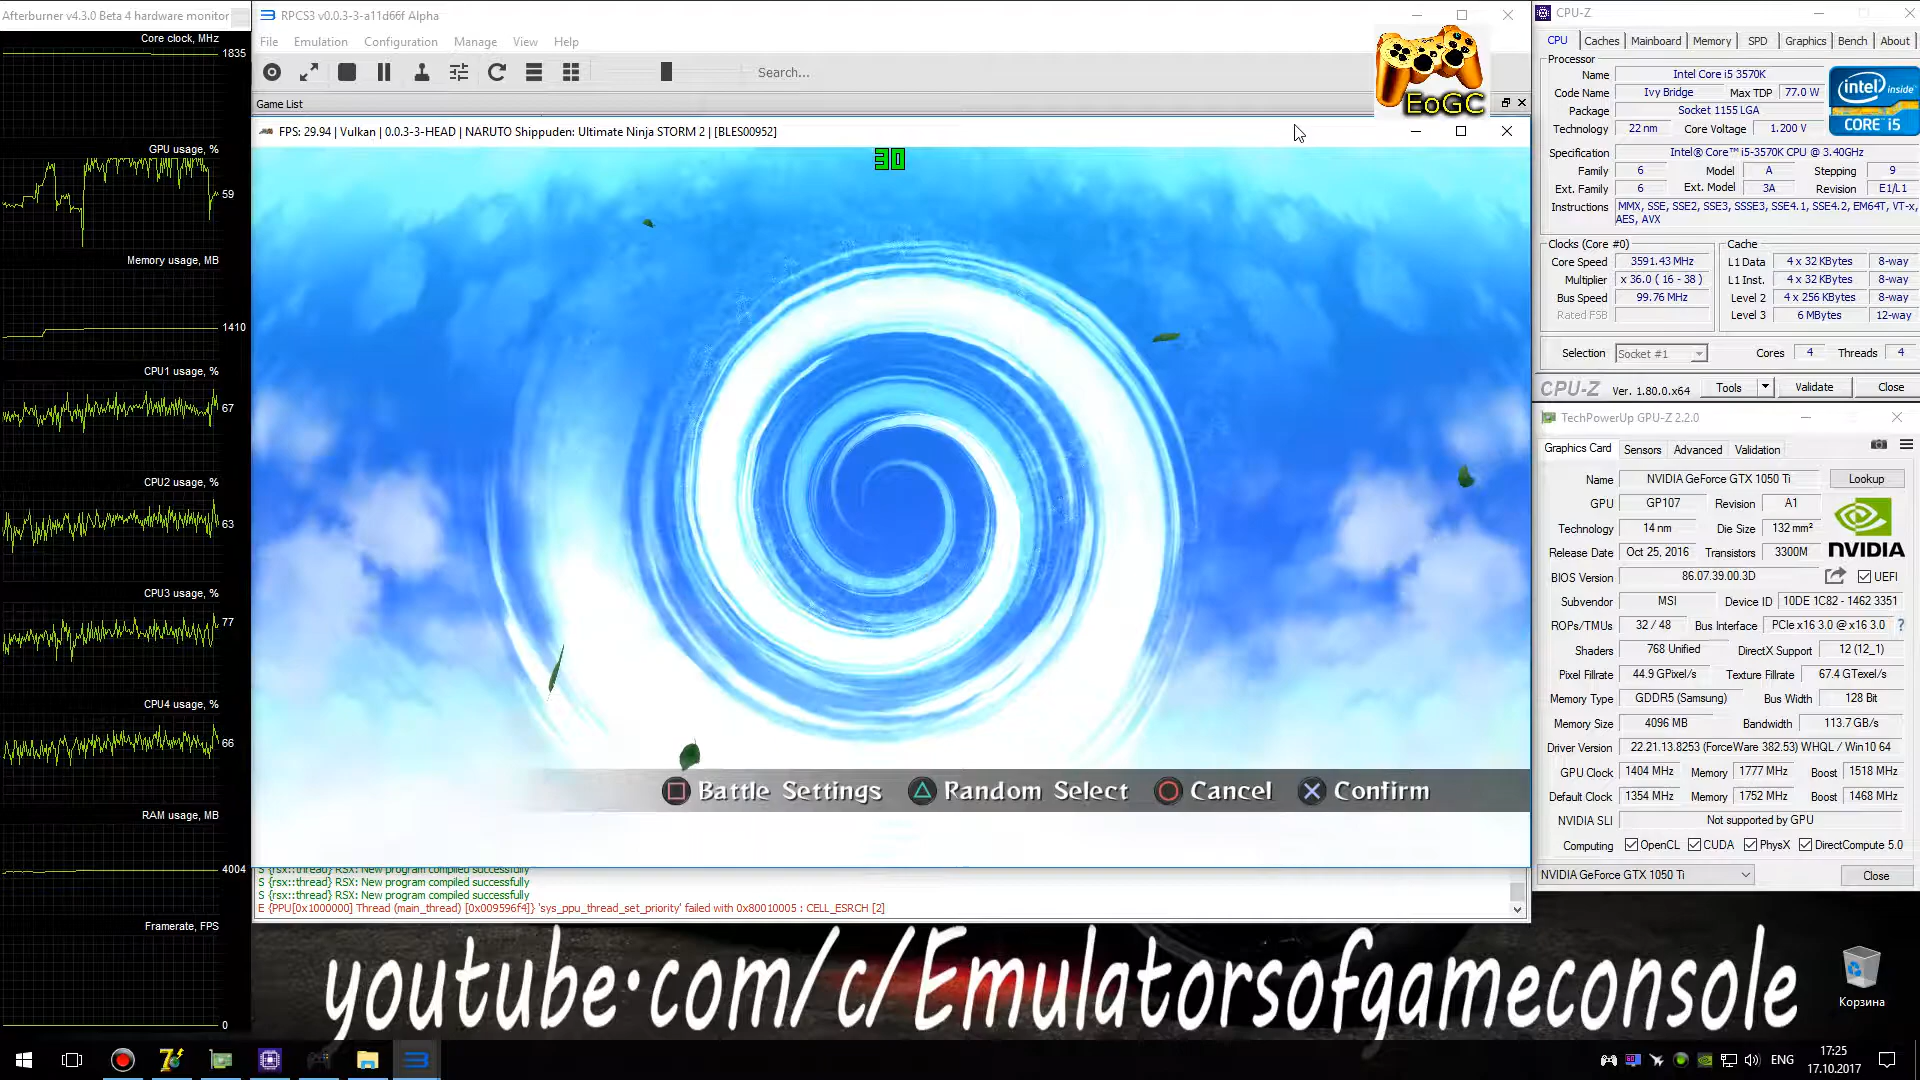 Afterburner v4.3.0 Beta 4 hardware monitor
Core clock, MHz
1835
GPU usage, %
59
Memory usage, MB
1410
CPU1 usage, %
67
CPU2 usage, %
63
CPU3 usage, %
77
CPU4 usage, %
66
RAM usage, MB
4004
Framerate, FPS
0
RPCS3 v0.0.3-3-a11d66f Alpha
File Emulation Configuration Manage View Help
Search...
EoGC
Game List
FPS: 29.94 | Vulkan | 0.0.3-3-HEAD | NARUTO Shippuden: Ultimate Ninja STORM 2 | [BLES00952]
30
Battle Settings Random Select Cancel Confirm
S {rsx::thread} RSX: New program compiled successfully
S {rsx::thread} RSX: New program compiled successfully
S {rsx::thread} RSX: New program compiled successfully
E {PPU[0x1000000] Thread (main_thread) [0x009596f4]} 'sys_ppu_thread_set_priority' failed with 0x80010005 : CELL_ESRCH [2]
CPU-Z
CPU Caches Mainboard Memory SPD Graphics Bench About
Processor
Name Intel Core i5 3570K
Code Name Ivy Bridge Max TDP 77.0 W
Package Socket 1155 LGA
Technology 22 nm Core Voltage 1.200 V
intel inside
CORE i5
Specification Intel® Core™ i5-3570K CPU @ 3.40GHz
Family 6 Model A Stepping 9
Ext. Family 6 Ext. Model 3A Revision E1/L1
Instructions MMX, SSE, SSE2, SSE3, SSSE3, SSE4.1, SSE4.2, EM64T, VT-x,
AES, AVX
Clocks (Core #0) Cache
Core Speed 3591.43 MHz L1 Data 4 x 32 KBytes 8-way
Multiplier x 36.0 ( 16 - 38 ) L1 Inst. 4 x 32 KBytes 8-way
Bus Speed 99.76 MHz Level 2 4 x 256 KBytes 8-way
Rated FSB Level 3 6 MBytes 12-way
Selection Socket #1 Cores 4 Threads 4
CPU-Z Ver. 1.80.0.x64 Tools Validate Close
TechPowerUp GPU-Z 2.2.0
Graphics Card Sensors Advanced Validation
Name NVIDIA GeForce GTX 1050 Ti Lookup
GPU GP107 Revision A1
Technology 14 nm Die Size 132 mm²
Release Date Oct 25, 2016 Transistors 3300M
NVIDIA
BIOS Version 86.07.39.00.3D UEFI
Subvendor MSI Device ID 10DE 1C82 - 1462 3351
ROPs/TMUs 32 / 48 Bus Interface PCIe x16 3.0 @ x16 3.0 ?
Shaders 768 Unified DirectX Support 12 (12_1)
Pixel Fillrate 44.9 GPixel/s Texture Fillrate 67.4 GTexel/s
Memory Type GDDR5 (Samsung) Bus Width 128 Bit
Memory Size 4096 MB Bandwidth 113.7 GB/s
Driver Version 22.21.13.8253 (ForceWare 382.53) WHQL / Win10 64
GPU Clock 1404 MHz Memory 1777 MHz Boost 1518 MHz
Default Clock 1354 MHz Memory 1752 MHz Boost 1468 MHz
NVIDIA SLI Not supported by GPU
Computing OpenCL CUDA PhysX DirectCompute 5.0
NVIDIA GeForce GTX 1050 Ti Close
youtube.com/c/Emulatorsofgameconsole
Корзина
ENG
17:25
17.10.2017